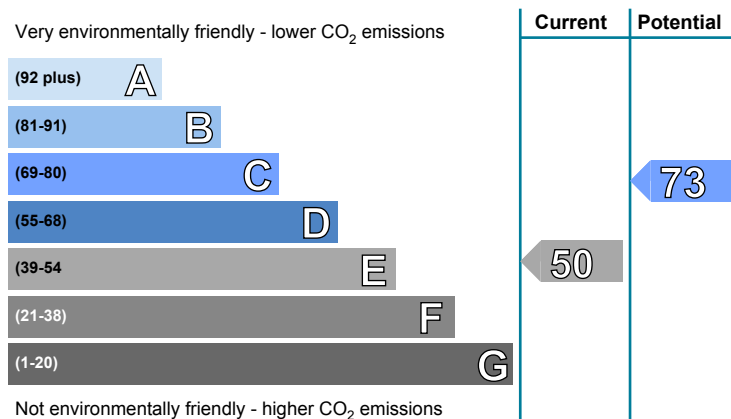 Current Potential
Very environmentally friendly - lower CO2 emissions
(92 plus) A
(81-91) B
(69-80) C
73
(55-68) D
(39-54 E
50
(21-38) F
(1-20) G
Not environmentally friendly - higher CO2 emissions